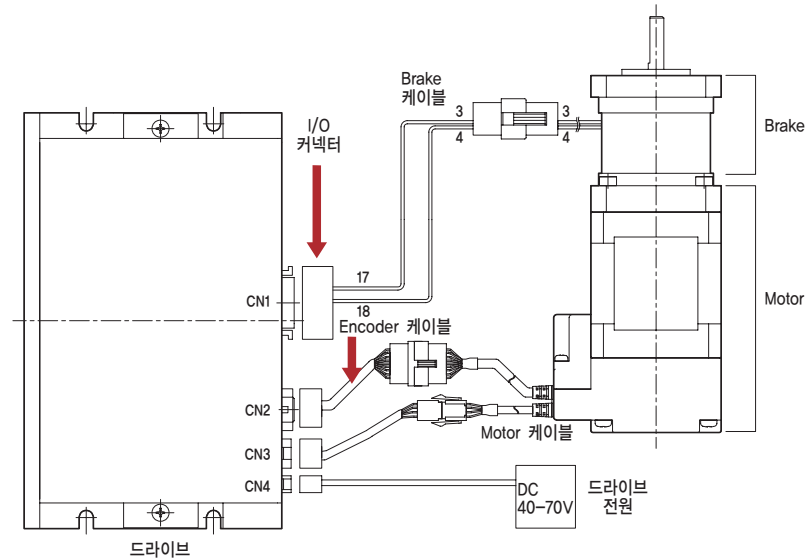 Brake
케이블
3
4
3
4
Brake
I/O
커넥터
CN1
17
18
Motor
Encoder 케이블
CN2
Motor 케이블
CN3
CN4
DC
40-70V
드라이브
전원
드라이브